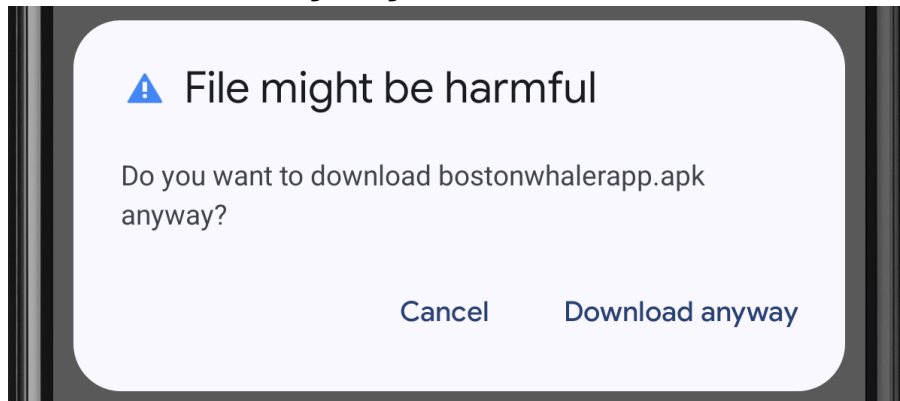 File might be harmful
Do you want to download bostonwhalerapp.apk
anyway?
Cancel Download anyway